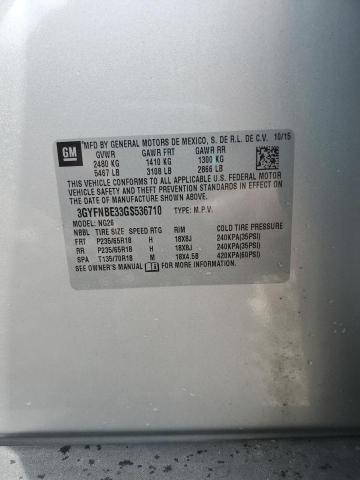 GM
MFD BY GENERAL MOTORS DE MEXICO, S. DE R.L. DE C.V. 10/15
GVWR GAWR FRT GAWR RR
2480 KG 1410 KG 1300 KG
5467 LB 3108 LB 2866 LB
THIS VEHICLE CONFORMS TO ALL APPLICABLE U.S. FEDERAL MOTOR
VEHICLE SAFETY AND THEFT PREVENTION STANDARDS IN EFFECT ON THE
DATE OF MANUFACTURE SHOWN ABOVE.
3GYFNBE33GS536710 TYPE: M.P.V.
MODEL: NG26
NBBL TIRE SIZE SPEED RTG RIM COLD TIRE PRESSURE
FRT P235/65R18 H 18X8J 240KPA(35PSI)
RR P235/65R18 H 18X8J 240KPA(35PSI)
SPA T135/70R18 M 18X4.5B 420KPA(60PSI)
SEE OWNER'S MANUAL FOR MORE INFORMATION.